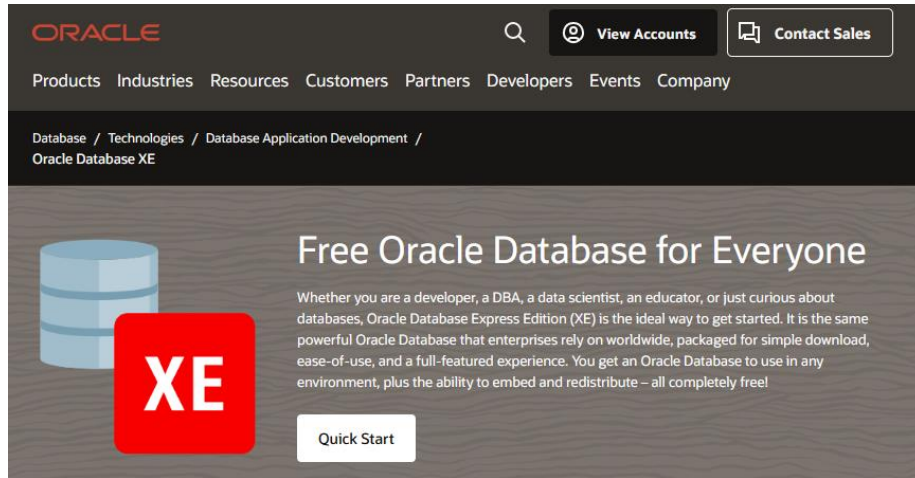 ORACLE
View Accounts
Contact Sales
Products Industries Resources Customers Partners Developers Events Company
Database / Technologies / Database Application Development /
Oracle Database XE
XE
Free Oracle Database for Everyone
Whether you are a developer, a DBA, a data scientist, an educator, or just curious about
databases, Oracle Database Express Edition (XE) is the ideal way to get started. It is the same
powerful Oracle Database that enterprises rely on worldwide, packaged for simple download,
ease-of-use, and a full-featured experience. You get an Oracle Database to use in any
environment, plus the ability to embed and redistribute – all completely free!
Quick Start